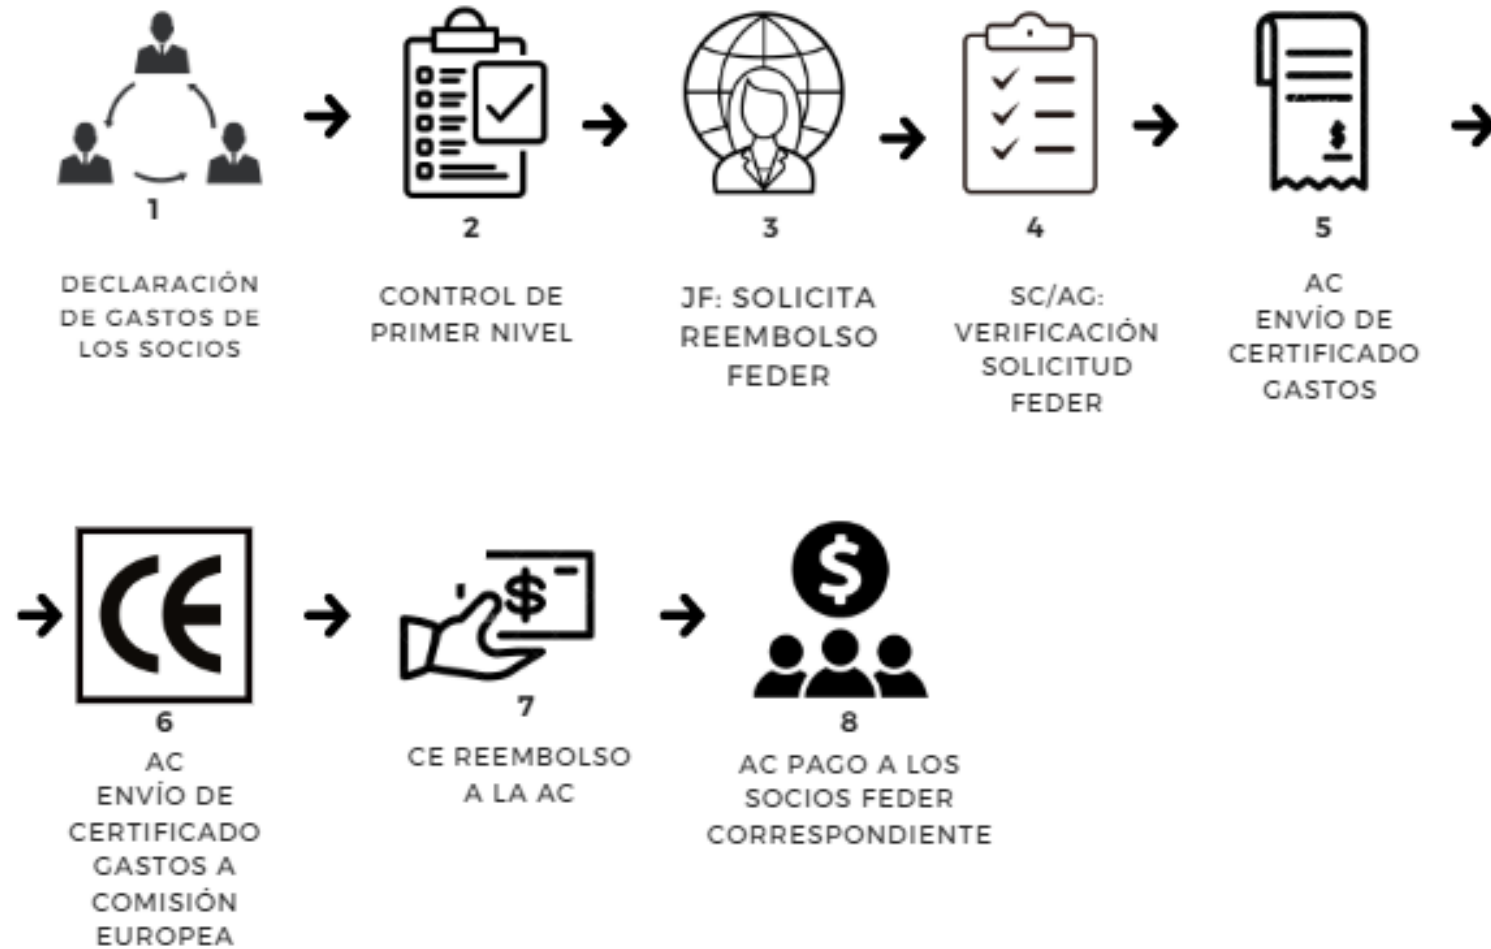 1
DECLARACIÓN
DE GASTOS DE
LOS SOCIOS
2
CONTROL DE
PRIMER NIVEL
3
JF: SOLICITA
REEMBOLSO
FEDER
4
SC/AG:
VERIFICACIÓN
SOLICITUD
FEDER
$
5
AC
ENVÍO DE
CERTIFICADO
GASTOS
CE
6
AC
ENVÍO DE
CERTIFICADO
GASTOS A
COMISIÓN
EUROPEA
$
7
CE REEMBOLSO
A LA AC
$
8
AC PAGO A LOS
SOCIOS FEDER
CORRESPONDIENTE